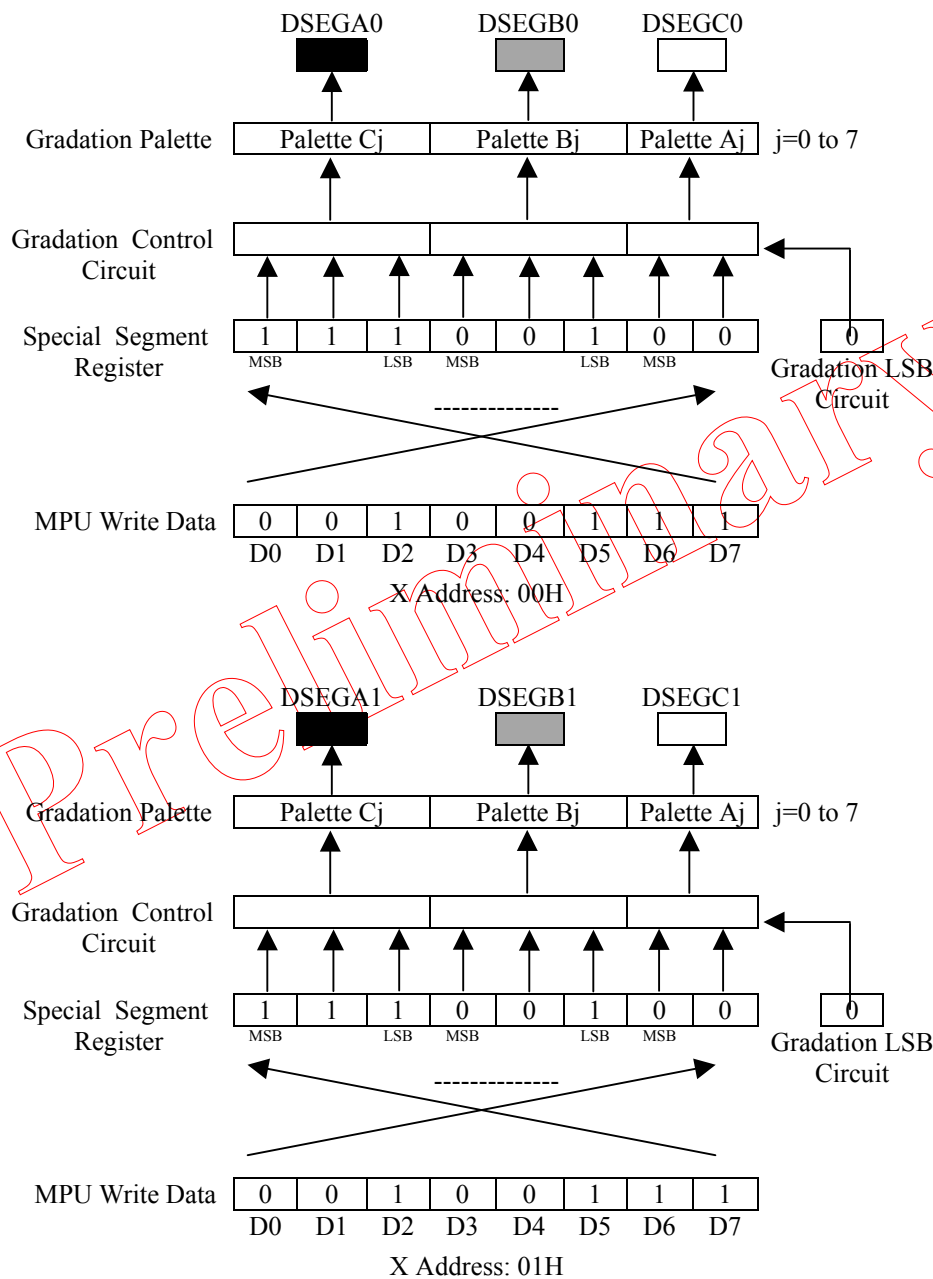 DSEGA0 DSEGB0 DSEGC0
Gradation Palette Palette Cj Palette Bj Palette Aj j=0 to 7
Gradation Control
Circuit
Special Segment
Register
1 1 1 0 0 1 0 0 0
MSB LSB MSB LSB MSB
Gradation LSB
Circuit
--------------
MPU Write Data 0 0 1 0 0 1 1 1
D0 D1 D2 D3 D4 D5 D6 D7
X Address: 00H
Preliminary
DSEGA1 DSEGB1 DSEGC1
Gradation Palette Palette Cj Palette Bj Palette Aj j=0 to 7
Gradation Control
Circuit
Special Segment
Register
1 1 1 0 0 1 0 0 0
MSB LSB MSB LSB MSB
Gradation LSB
Circuit
--------------
MPU Write Data 0 0 1 0 0 1 1 1
D0 D1 D2 D3 D4 D5 D6 D7
X Address: 01H